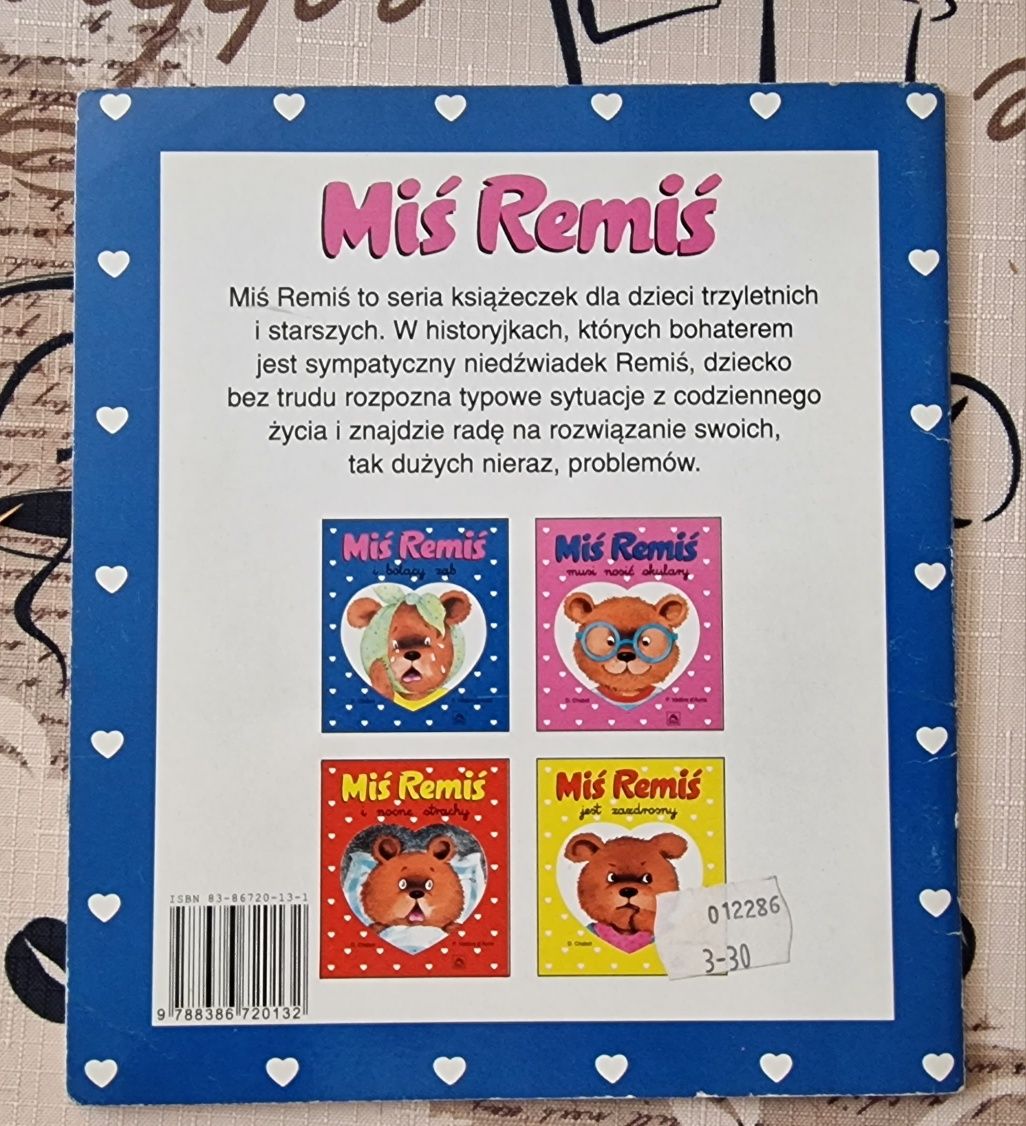 Miś Remiś
Miś Remiś to seria książeczek dla dzieci trzyletnich
i starszych. W historyjkach, których bohaterem
jest sympatyczny niedźwiadek Remiś, dziecko
bez trudu rozpozna typowe sytuacje z codziennego
życia i znajdzie radę na rozwiązanie swoich,
tak dużych nieraz, problemów.
Miś Remiś
i bolący ząb
Miś Remiś
musi nosić okulary
D. Chabot
Miś Remiś
i nocne strachy
D. Chabot
Miś Remiś
jest zazdrosny
D. Chabot
012286
3-30
ISBN 83-86720-13-1
9 788386 720132